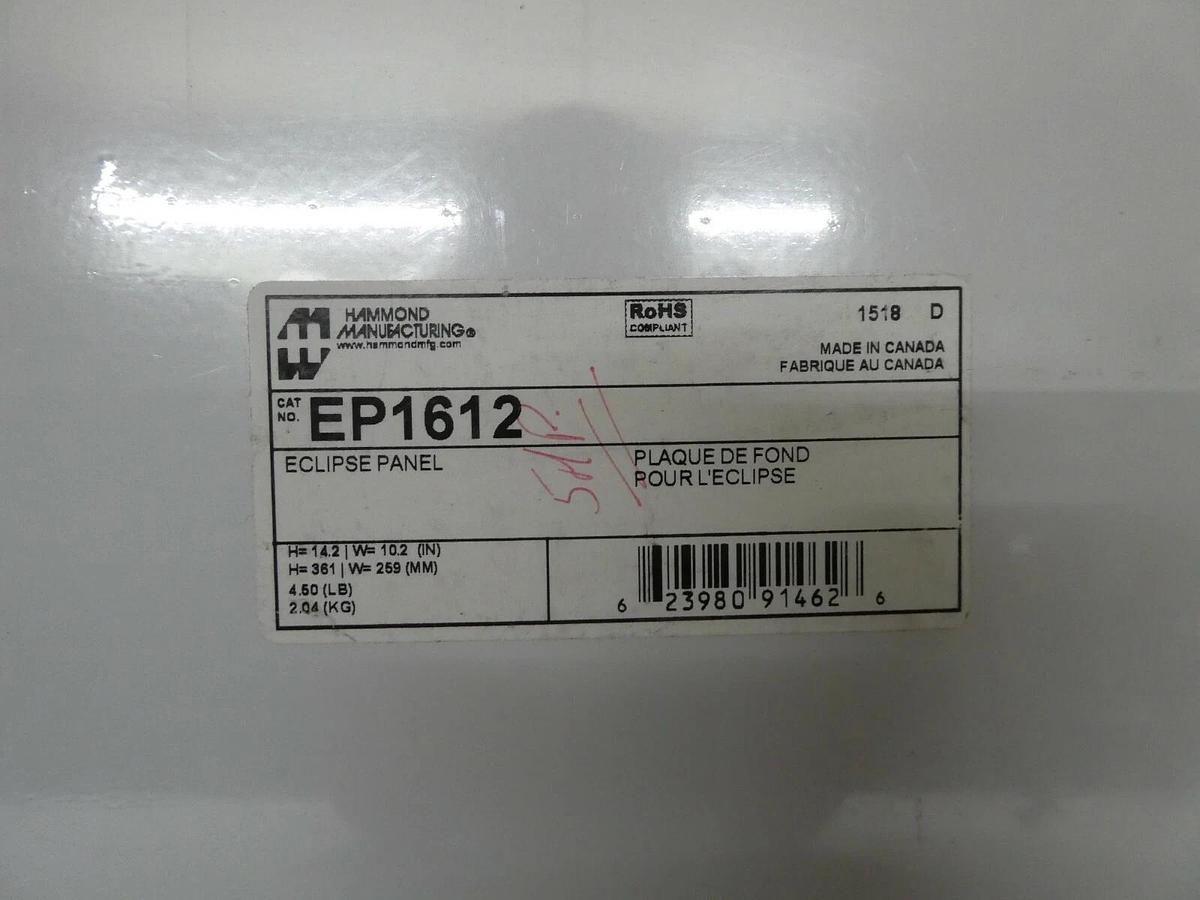 HAMMOND
MANUFACTURING®
www.hammondmfg.com
RoHS
COMPLIANT
1518 D
MADE IN CANADA
FABRIQUE AU CANADA
CAT
NO.
EP1612
ECLIPSE PANEL
PLAQUE DE FOND
POUR L'ECLIPSE
H= 14.2 | W= 10.2 (IN)
H= 361 | W= 259 (MM)
4.50 (LB)
2.04 (KG)
6 23980 91462 6